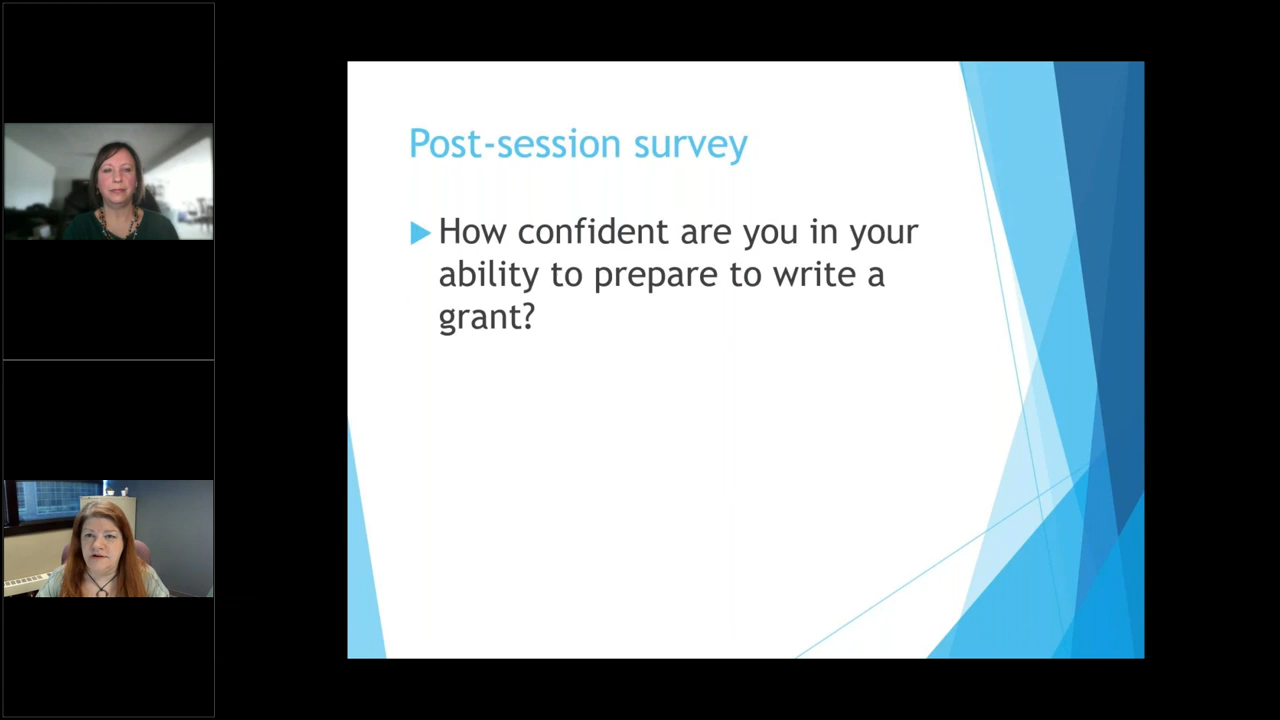 Post-session survey
How confident are you in your
ability to prepare to write a
grant?